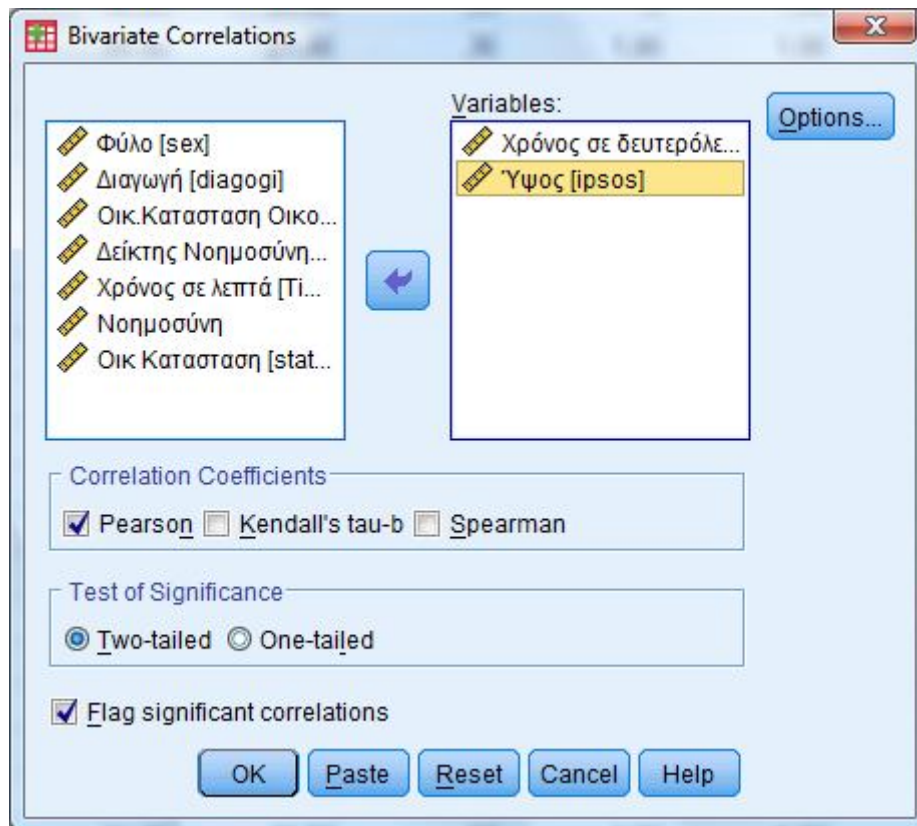 Bivariate Correlations
Φύλο [sex]
Διαγωγή [diagogi]
Οικ.Κατασταση Οικο...
Δείκτης Νοημοσύνη...
Χρόνος σε λεπτά [Ti...
Νοημοσύνη
Οικ Κατασταση [stat...
Variables:
Χρόνος σε δευτερόλε...
Ύψος [ipsos]
Options...
Correlation Coefficients
Pearson Kendall's tau-b Spearman
Test of Significance
Two-tailed One-tailed
Flag significant correlations
OK Paste Reset Cancel Help